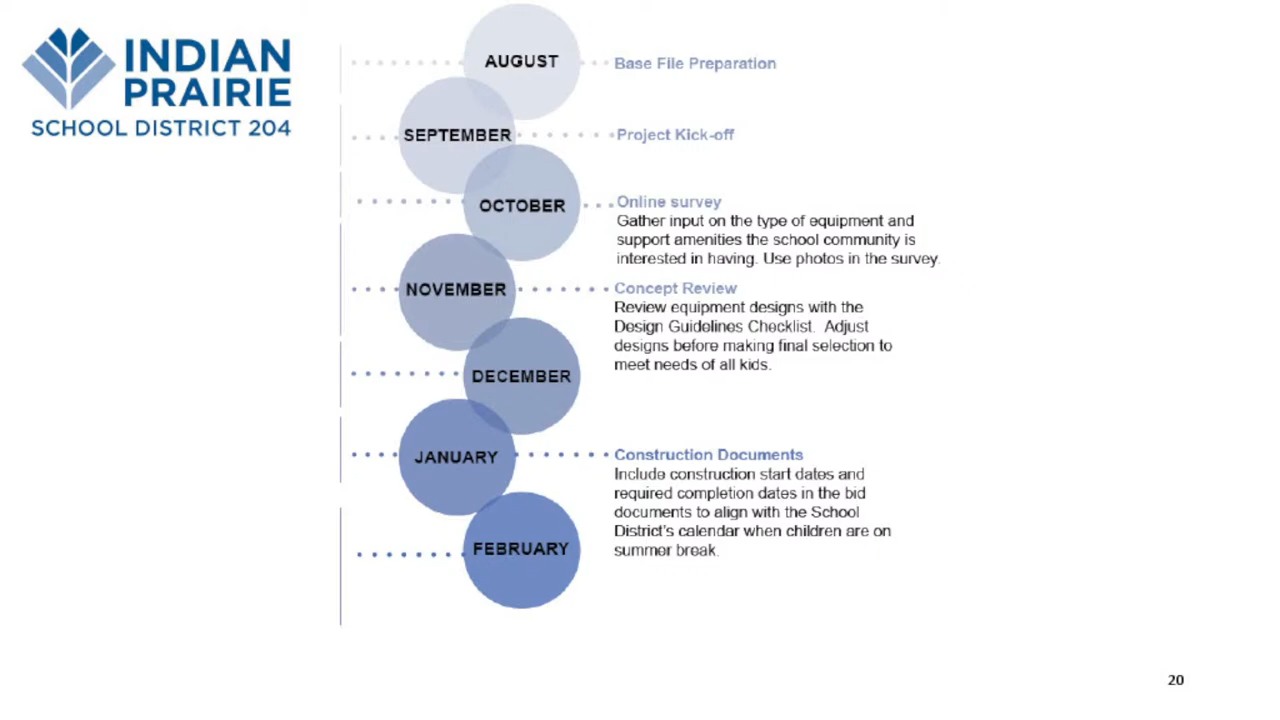 INDIAN
PRAIRIE
SCHOOL DISTRICT 204
AUGUST
Base File Preparation
SEPTEMBER
Project Kick-off
OCTOBER
Online survey
Gather input on the type of equipment and
support amenities the school community is
interested in having. Use photos in the survey.
NOVEMBER
Concept Review
Review equipment designs with the
Design Guidelines Checklist. Adjust
designs before making final selection to
meet needs of all kids.
DECEMBER
JANUARY
Construction Documents
Include construction start dates and
required completion dates in the bid
documents to align with the School
District's calendar when children are on
summer break.
FEBRUARY
20